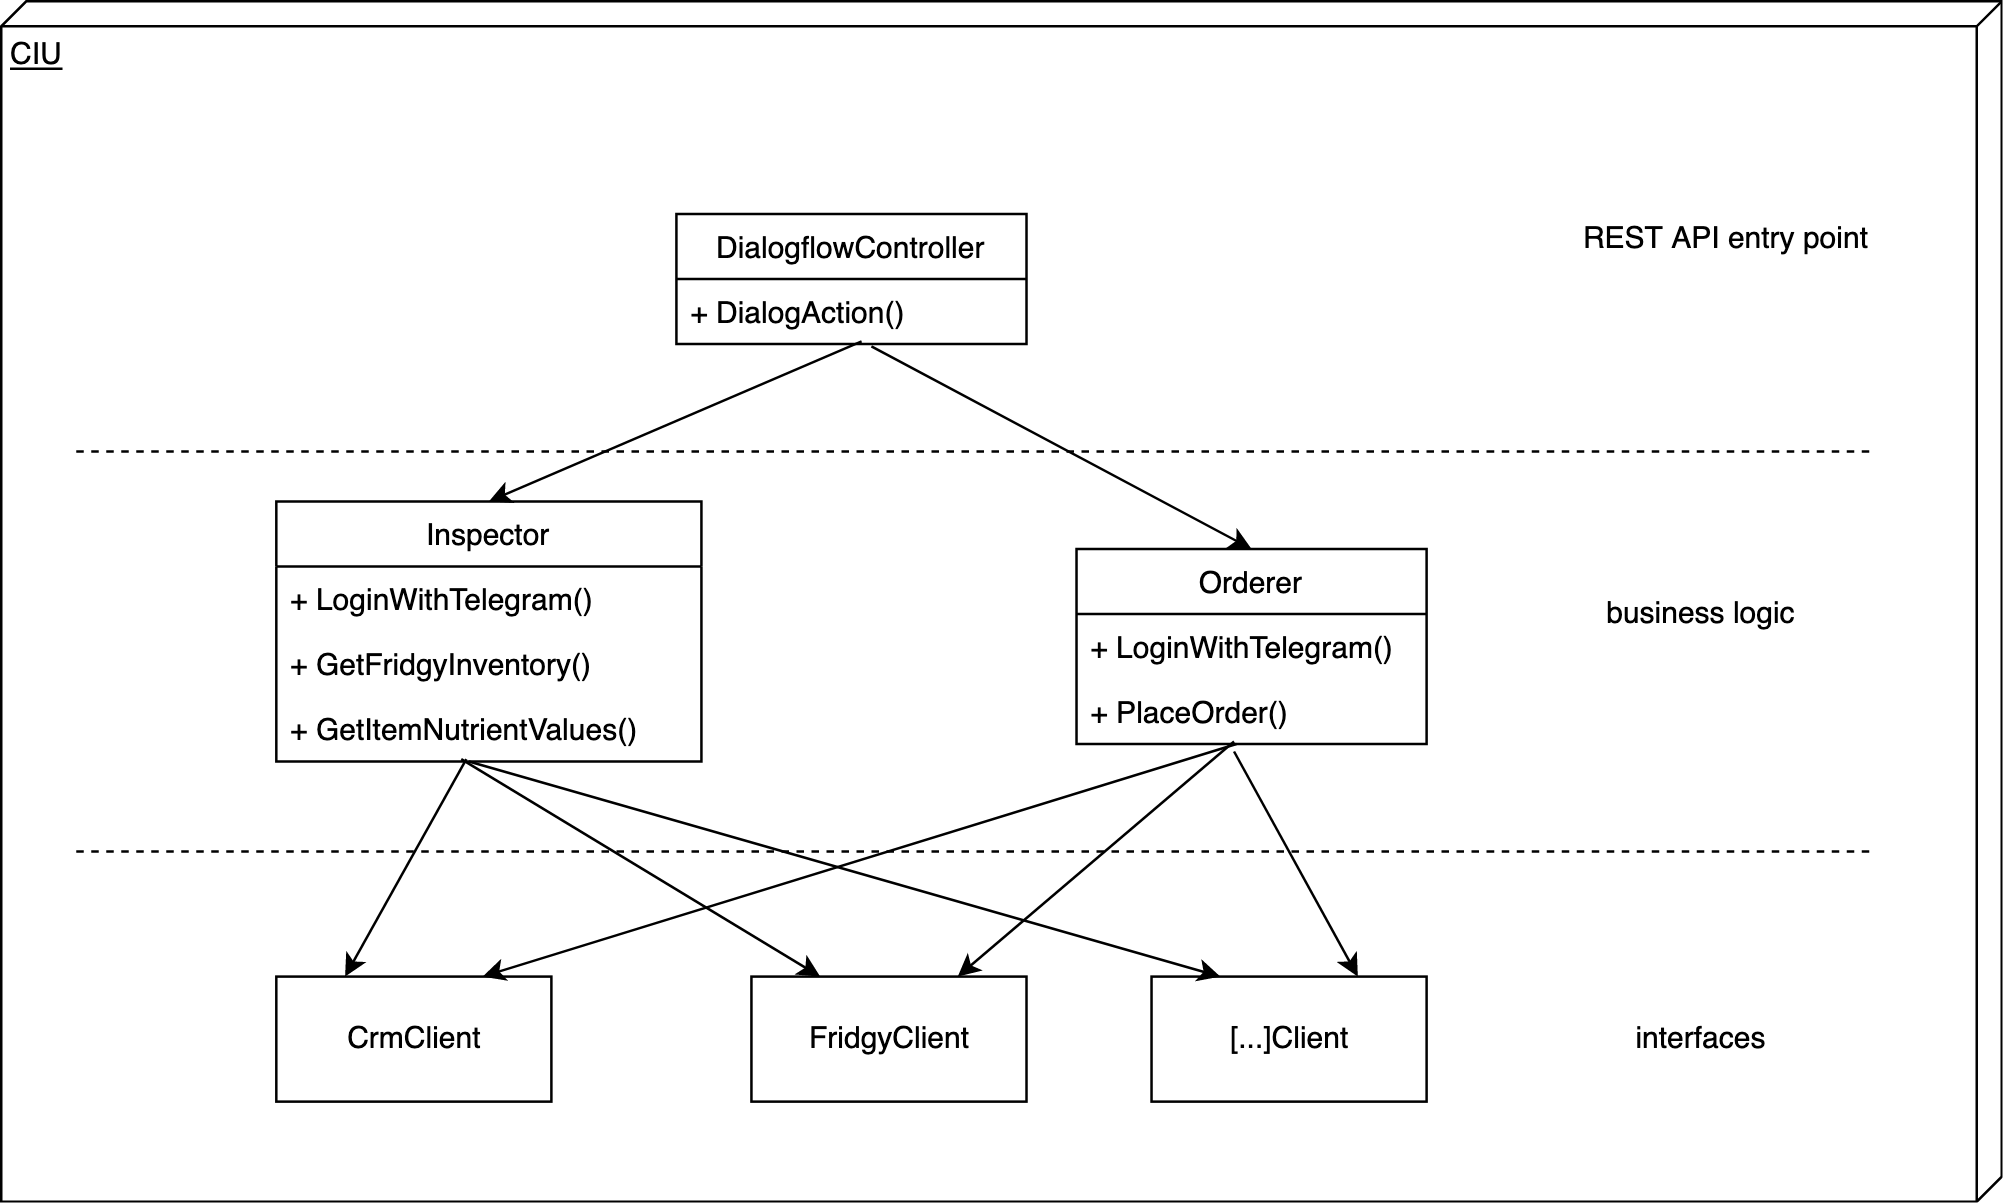 CIU
DialogflowController
REST API entry point
+ DialogAction()
Inspector
+ LoginWithTelegram()
+ GetFridgyInventory()
+ GetItemNutrientValues()
Orderer
+ LoginWithTelegram()
+ PlaceOrder()
business logic
CrmClient
FridgyClient
[...]Client
interfaces